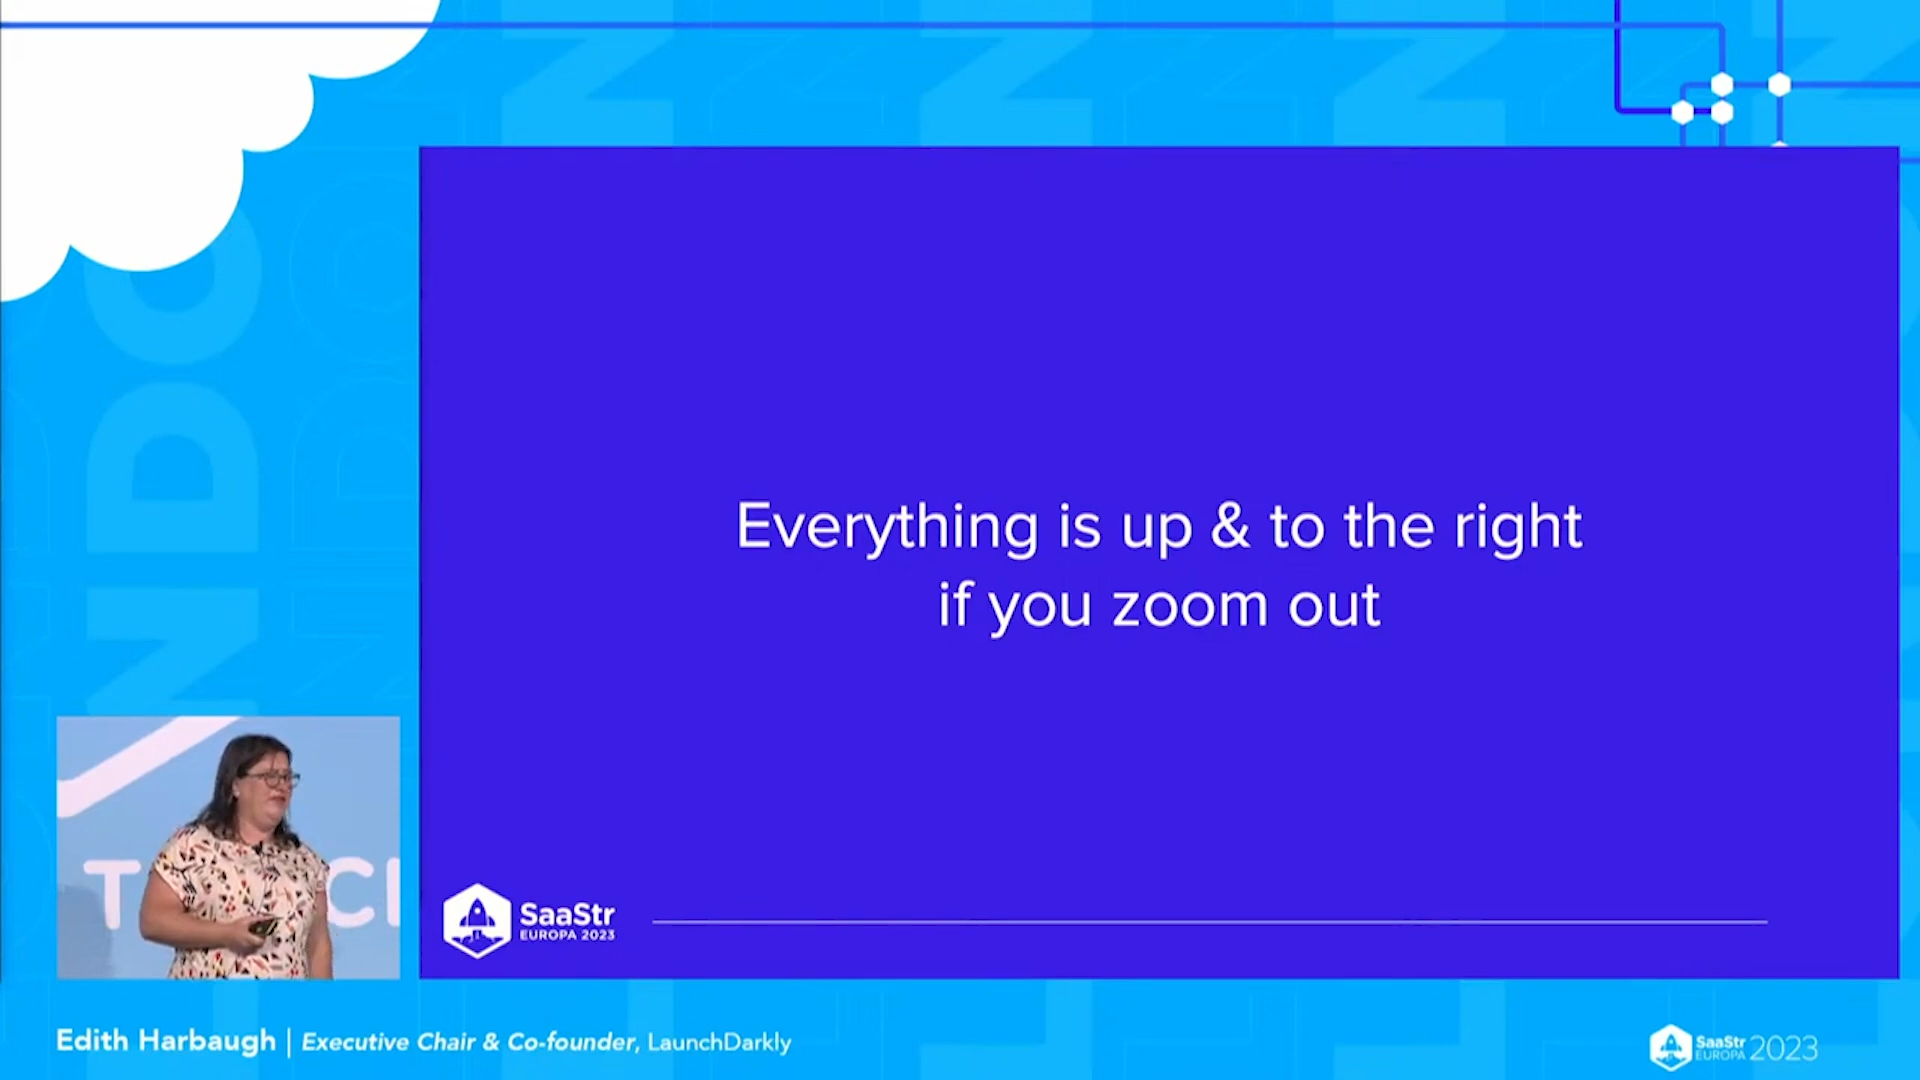 Everything is up & to the right
if you zoom out
SaaStr
EUROPA 2023
Edith Harbaugh | Executive Chair & Co-founder, LaunchDarkly
SaaStr
EUROPA 2023